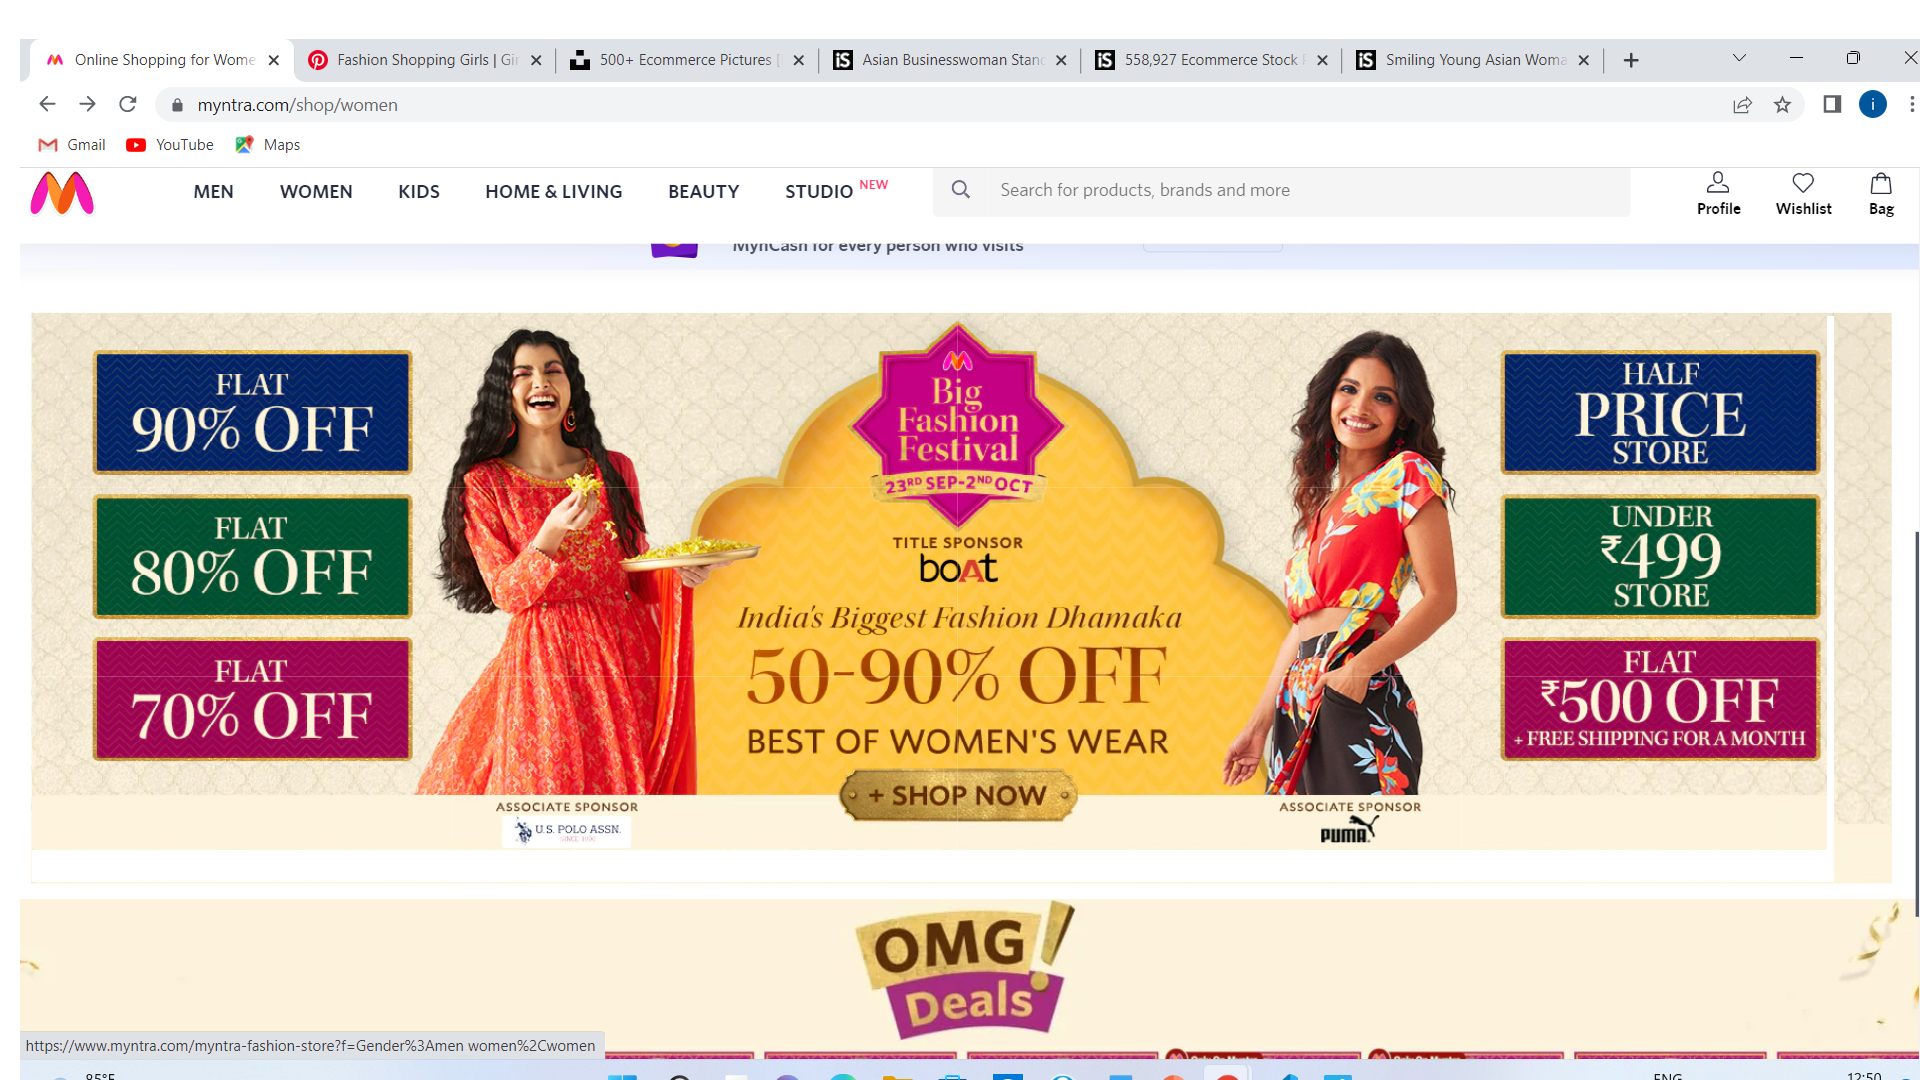 Online Shopping for Wome
Fashion Shopping Girls | Gir
500+ Ecommerce Pictures
Asian Businesswoman Stand
558,927 Ecommerce Stock P
Smiling Young Asian Woma
myntra.com/shop/women
i
Gmail
YouTube
Maps
MEN
WOMEN
KIDS
HOME & LIVING
BEAUTY
STUDIO NEW
Search for products, brands and more
Profile
Wishlist
Bag
MynCash for every person who visits
FLAT
90% OFF
FLAT
80% OFF
FLAT
70% OFF
Big
Fashion
Festival
23RD SEP-2ND OCT
TITLE SPONSOR
boAt
India's Biggest Fashion Dhamaka
50-90% OFF
BEST OF WOMEN'S WEAR
+ SHOP NOW
HALF
PRICE
STORE
UNDER
₹499
STORE
FLAT
₹500 OFF
+ FREE SHIPPING FOR A MONTH
ASSOCIATE SPONSOR
U.S. POLO ASSN.
SINCE 1890
ASSOCIATE SPONSOR
PUMA
OMG!
Deals
https://www.myntra.com/myntra-fashion-store?f=Gender%3Amen women%2Cwomen
85°F
ENG
12:50